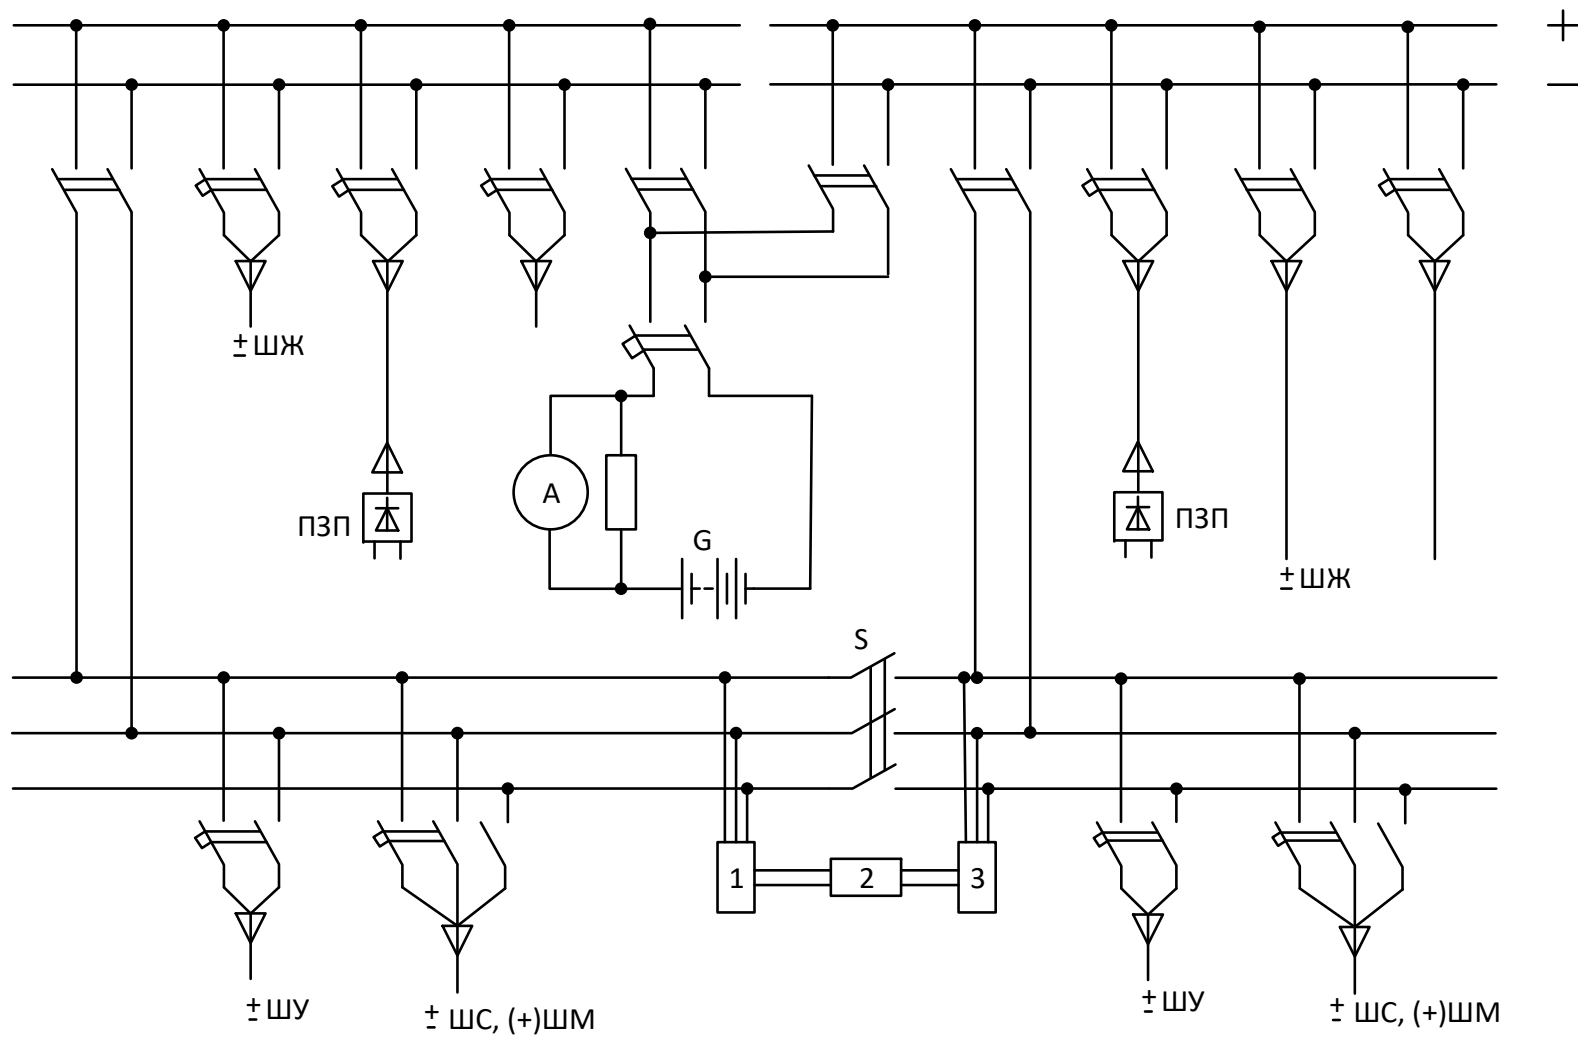 +
−
± ШЖ
A
ПЗП
G
ПЗП
± ШЖ
S
1
2
3
± ШУ
± ШС, (+)ШМ
± ШУ
± ШС, (+)ШМ